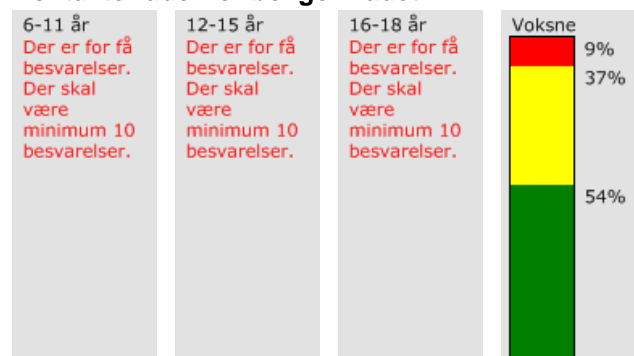 6-11 år
Der er for få
besvarelser.
Der skal
være
minimum 10
besvarelser.
12-15 år
Der er for få
besvarelser.
Der skal
være
minimum 10
besvarelser.
16-18 år
Der er for få
besvarelser.
Der skal
være
minimum 10
besvarelser.
Voksne
9%
37%
54%